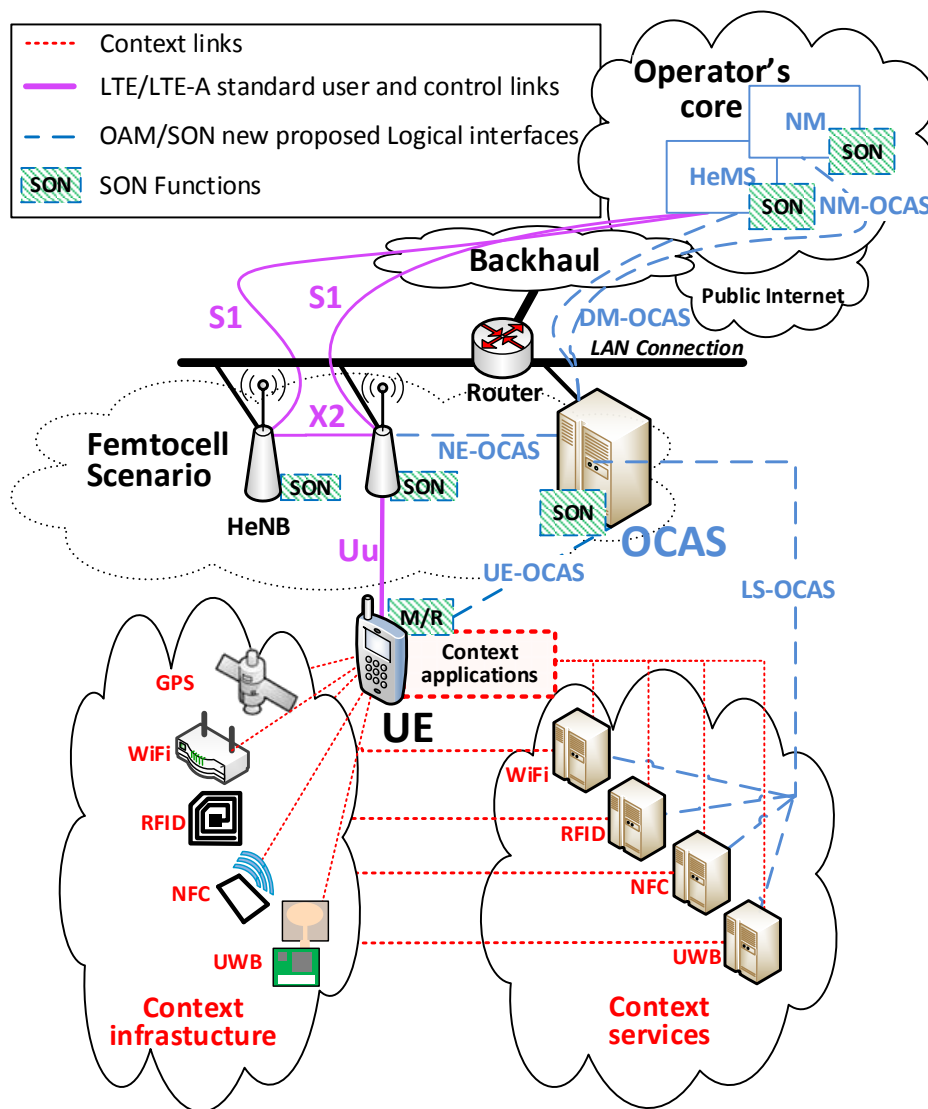 Context links
LTE/LTE-A standard user and control links
OAM/SON new proposed Logical interfaces
SON
SON Functions
Operator's
core
NM
SON
HeMS
SON
NM-OCAS
Backhaul
Public Internet
S1
S1
DM-OCAS
LAN Connection
Router
X2
Femtocell
Scenario
NE-OCAS
SON
SON
HeNB
SON
OCAS
Uu
UE-OCAS
LS-OCAS
M/R
Context
applications
GPS
UE
WiFi
WiFi
RFID
RFID
NFC
NFC
UWB
UWB
Context
infrastucture
Context
services